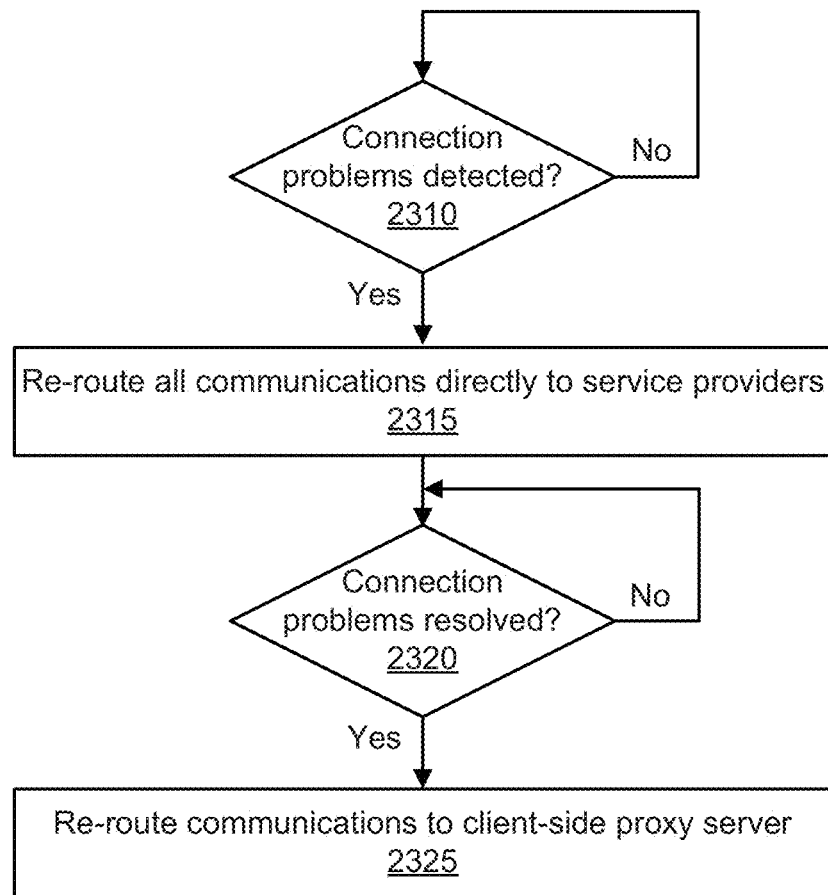 Connection
problems detected?
2310
No
Yes
Re-route all communications directly to service providers
2315
Connection
problems resolved?
2320
No
Yes
Re-route communications to client-side proxy server
2325